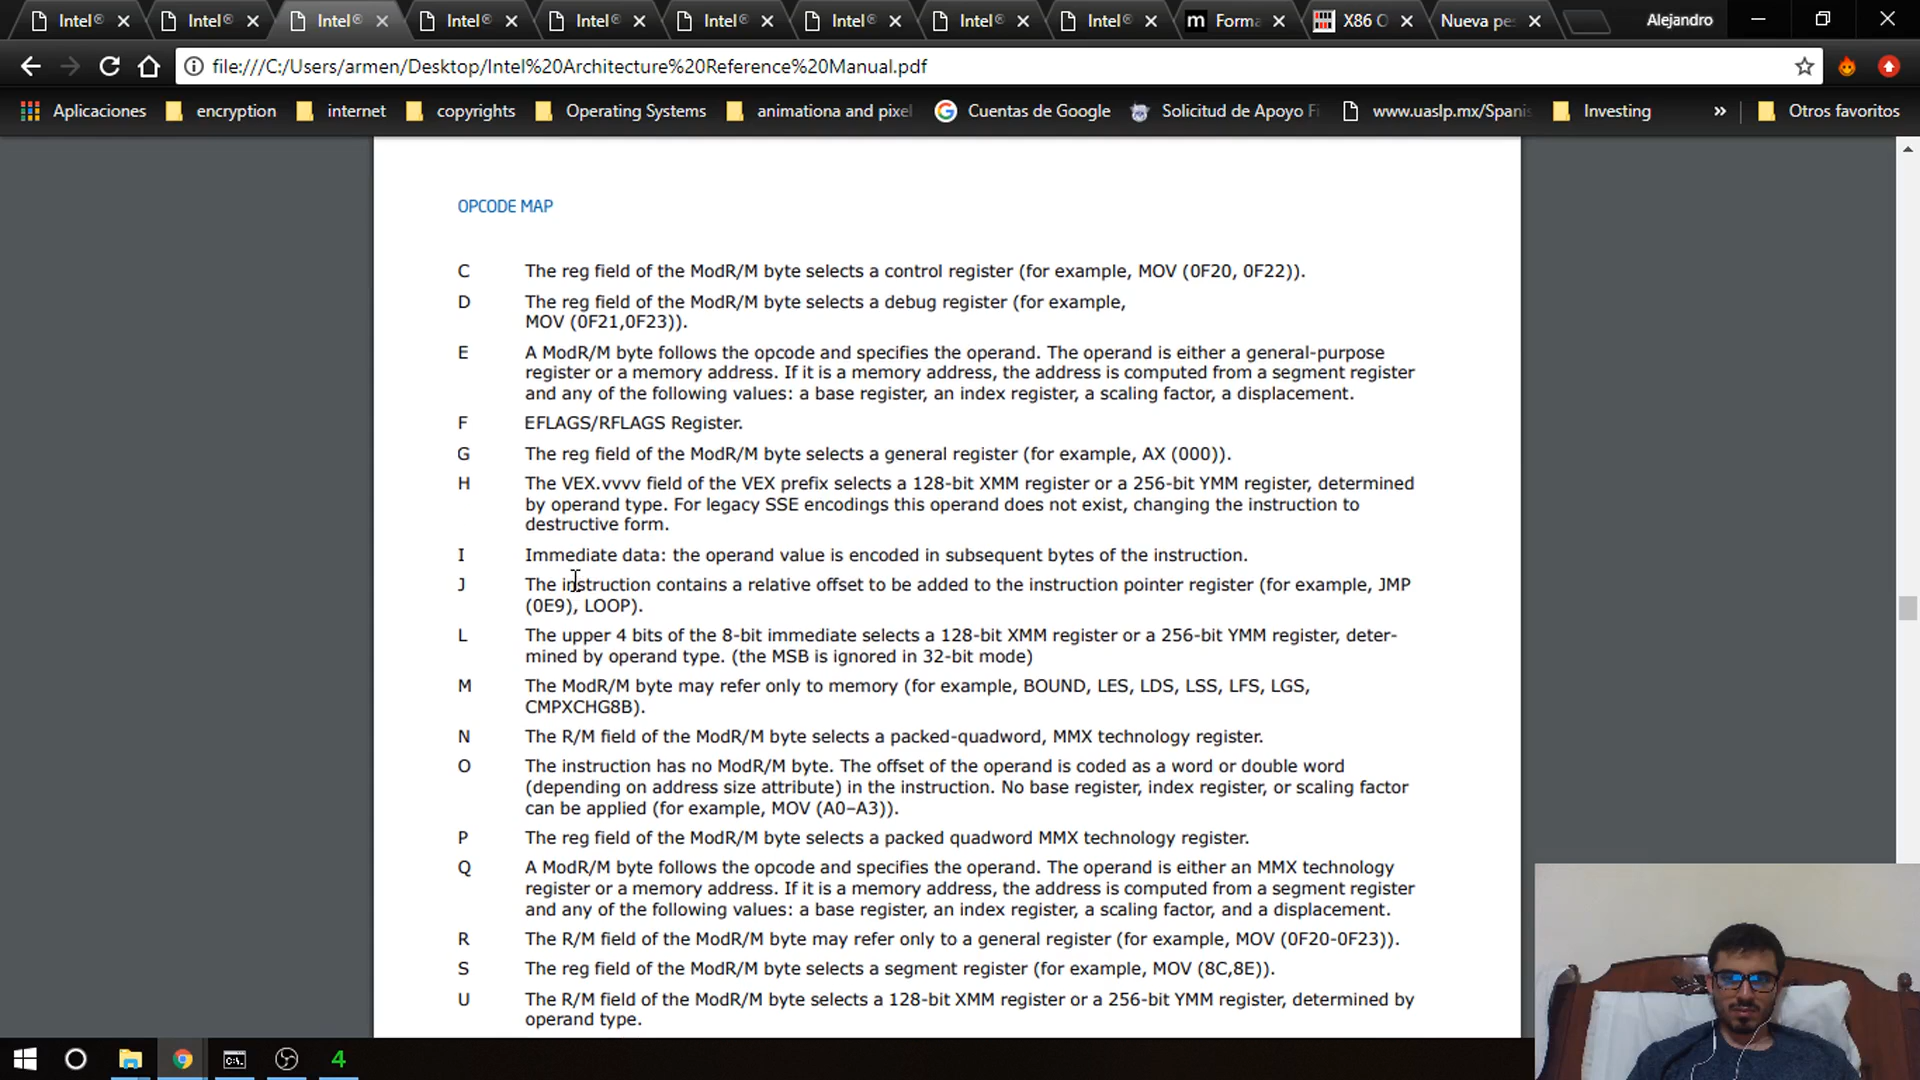 Intel®
Intel®
Intel®
Intel®
Intel®
Intel®
Intel®
Intel®
Intel®
m Forma
X86 O
Nueva pes
Alejandro
file:///C:/Users/armen/Desktop/Intel%20Architecture%20Reference%20Manual.pdf
Aplicaciones encryption internet copyrights Operating Systems animationa and pixel Cuentas de Google Solicitud de Apoyo Fi www.uaslp.mx/Spanis Investing » Otros favoritos
OPCODE MAP
C The reg field of the ModR/M byte selects a control register (for example, MOV (0F20, 0F22)).
D The reg field of the ModR/M byte selects a debug register (for example,
MOV (0F21,0F23)).
E A ModR/M byte follows the opcode and specifies the operand. The operand is either a general-purpose
register or a memory address. If it is a memory address, the address is computed from a segment register
and any of the following values: a base register, an index register, a scaling factor, a displacement.
F EFLAGS/RFLAGS Register.
G The reg field of the ModR/M byte selects a general register (for example, AX (000)).
H The VEX.vvvv field of the VEX prefix selects a 128-bit XMM register or a 256-bit YMM register, determined
by operand type. For legacy SSE encodings this operand does not exist, changing the instruction to
destructive form.
I Immediate data: the operand value is encoded in subsequent bytes of the instruction.
J The instruction contains a relative offset to be added to the instruction pointer register (for example, JMP
(0E9), LOOP).
L The upper 4 bits of the 8-bit immediate selects a 128-bit XMM register or a 256-bit YMM register, deter-
mined by operand type. (the MSB is ignored in 32-bit mode)
M The ModR/M byte may refer only to memory (for example, BOUND, LES, LDS, LSS, LFS, LGS,
CMPXCHG8B).
N The R/M field of the ModR/M byte selects a packed-quadword, MMX technology register.
O The instruction has no ModR/M byte. The offset of the operand is coded as a word or double word
(depending on address size attribute) in the instruction. No base register, index register, or scaling factor
can be applied (for example, MOV (A0–A3)).
P The reg field of the ModR/M byte selects a packed quadword MMX technology register.
Q A ModR/M byte follows the opcode and specifies the operand. The operand is either an MMX technology
register or a memory address. If it is a memory address, the address is computed from a segment register
and any of the following values: a base register, an index register, a scaling factor, and a displacement.
R The R/M field of the ModR/M byte may refer only to a general register (for example, MOV (0F20-0F23)).
S The reg field of the ModR/M byte selects a segment register (for example, MOV (8C,8E)).
U The R/M field of the ModR/M byte selects a 128-bit XMM register or a 256-bit YMM register, determined by
operand type.
C:\
4